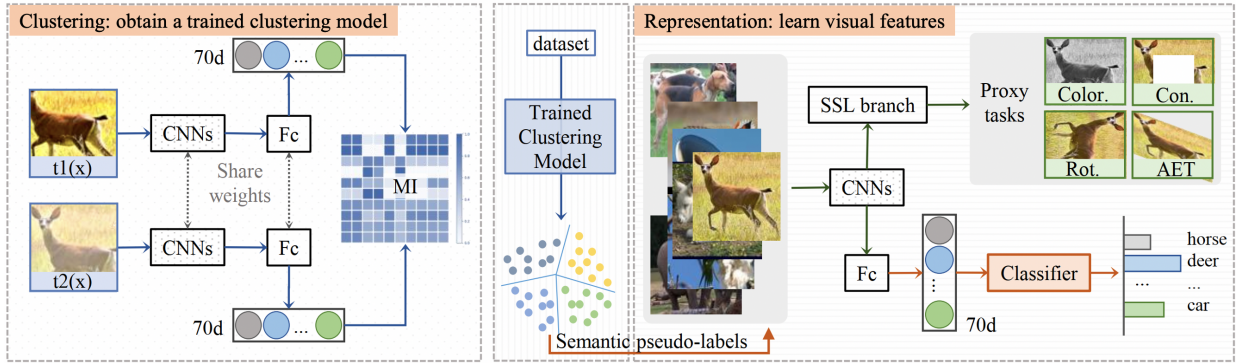 Clustering: obtain a trained clustering model
70d
...
t1(x)
CNNs
Fc
Share
weights
MI
t2(x)
CNNs
Fc
70d
...
dataset
Trained
Clustering
Model
Semantic pseudo-labels
Representation: learn visual features
SSL branch
CNNs
Fc
...
70d
Classifier
Proxy
tasks
Color.
Con.
Rot.
AET
horse
deer
...
...
car